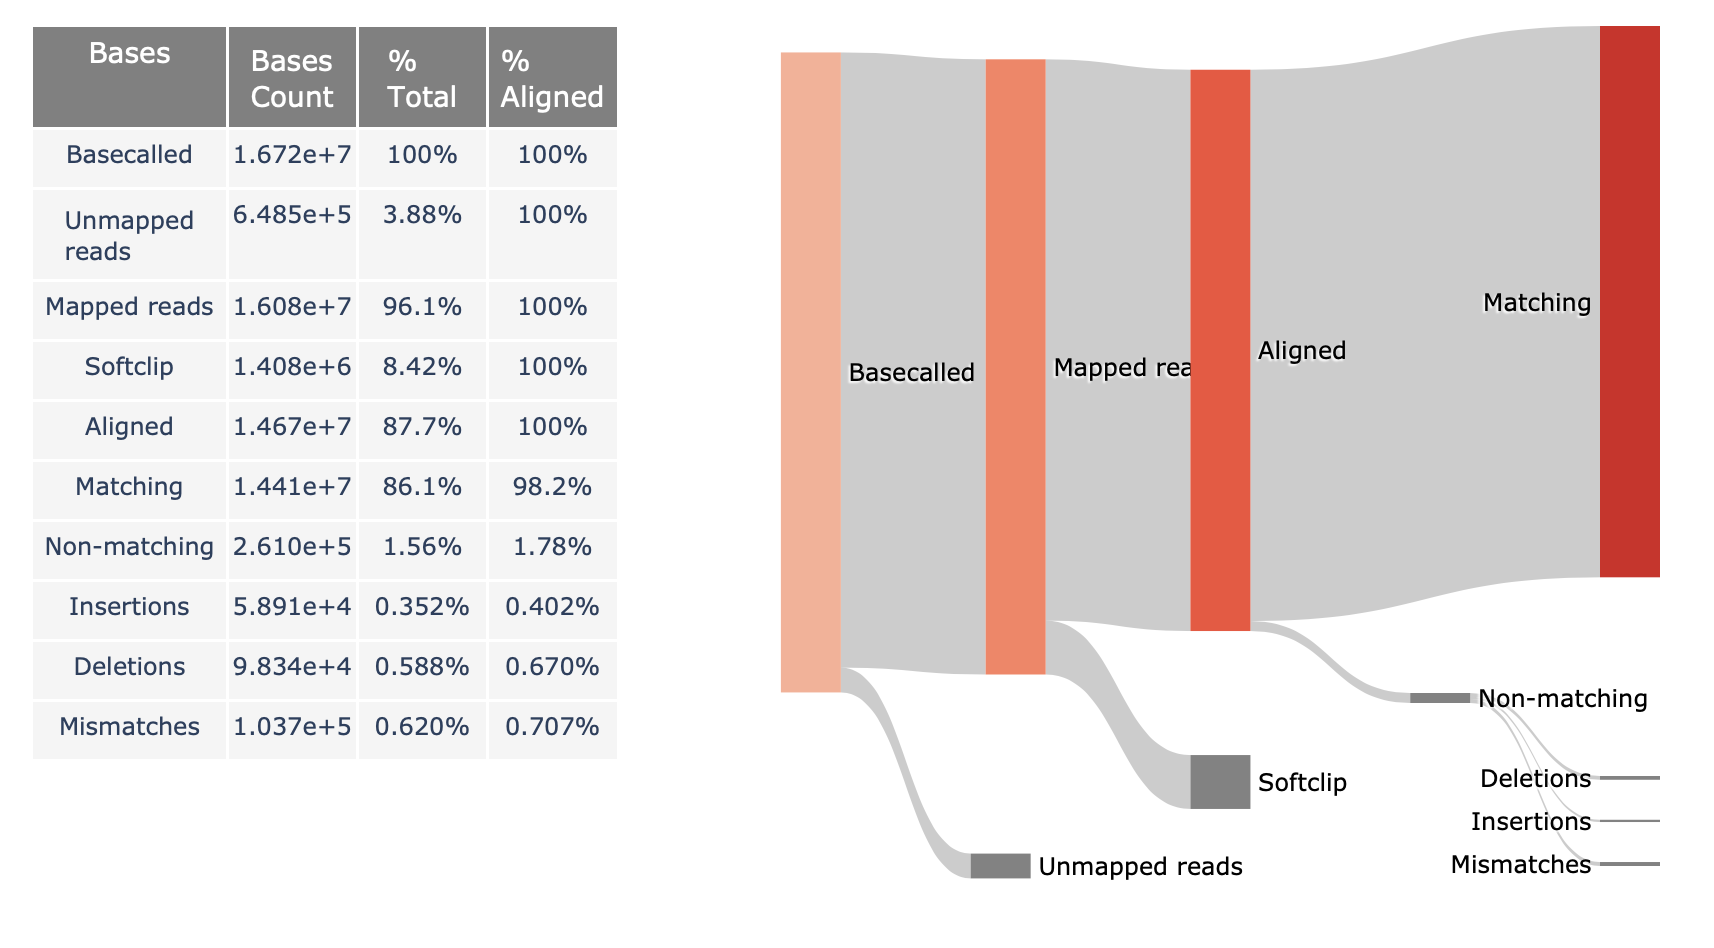 Bases Bases Count % Total % Aligned
Basecalled 1.672e+7 100% 100%
Unmapped reads 6.485e+5 3.88% 100%
Mapped reads 1.608e+7 96.1% 100%
Softclip 1.408e+6 8.42% 100%
Aligned 1.467e+7 87.7% 100%
Matching 1.441e+7 86.1% 98.2%
Non-matching 2.610e+5 1.56% 1.78%
Insertions 5.891e+4 0.352% 0.402%
Deletions 9.834e+4 0.588% 0.670%
Mismatches 1.037e+5 0.620% 0.707%
Matching
Aligned
Mapped rea
Basecalled
Non-matching
Deletions
Softclip
Insertions
Mismatches
Unmapped reads